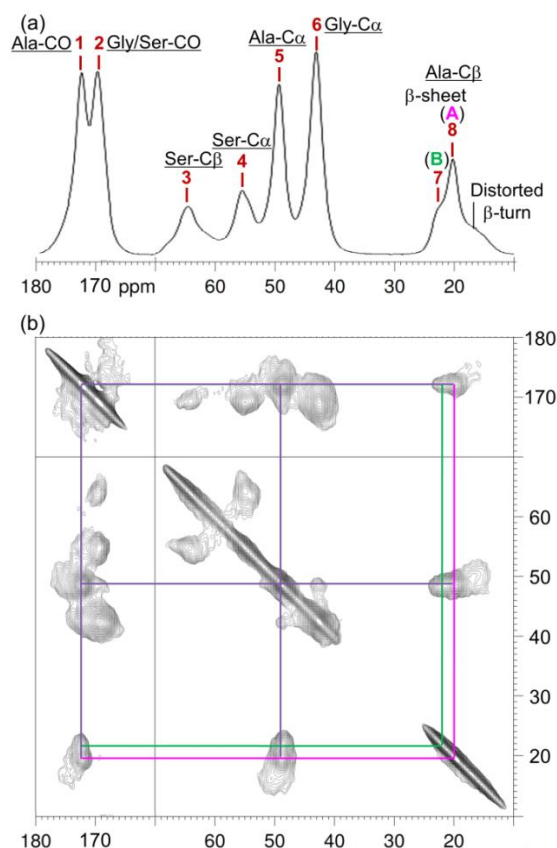 (a)
6 Gly-Cα
Ala-CO 1 2 Gly/Ser-CO
Ala-Cα
5
Ala-Cβ
β-sheet
(A)
8
(B)
7
Ser-Cα
4
Ser-Cβ
3
Distorted
β-turn
180 170 ppm 60 50 40 30 20
(b)
180
170
60
50
40
30
20
180 170 60 50 40 30 20